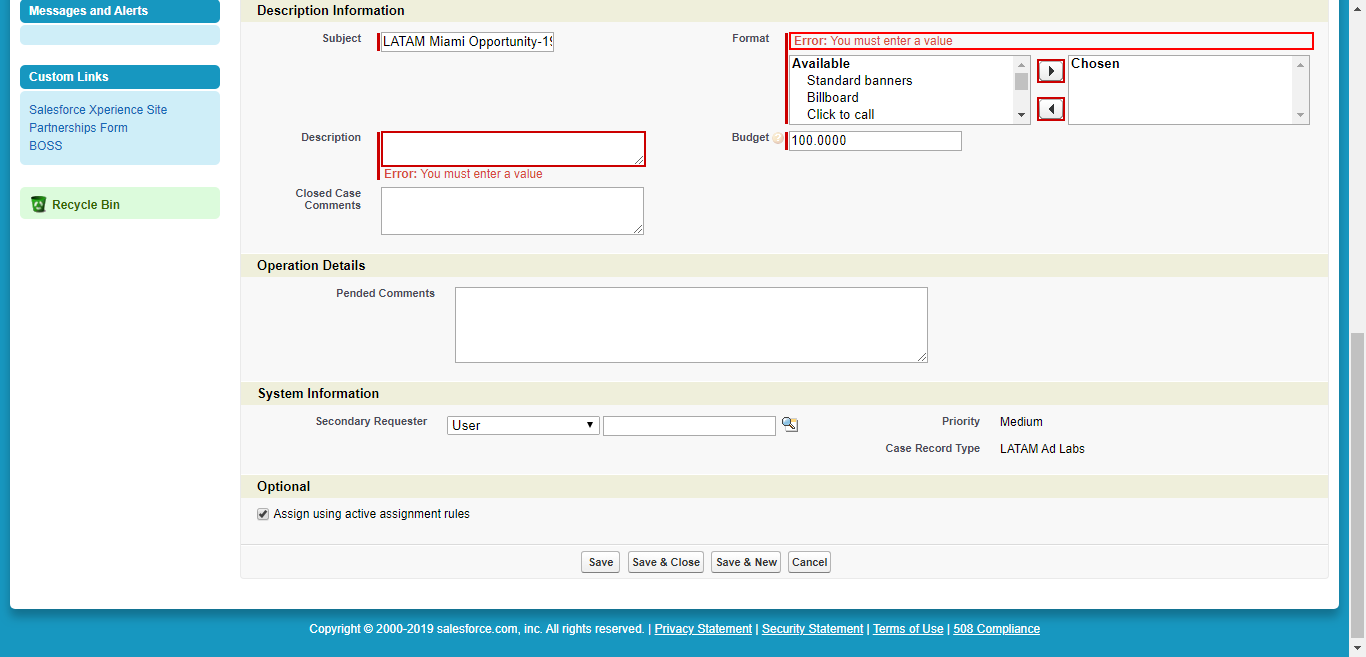 Messages and Alerts
Custom Links
Salesforce Xperience Site
Partnerships Form
BOSS
Recycle Bin
Description Information
Subject
LATAM Miami Opportunity-19
Format
Error: You must enter a value
Available
Standard banners
Billboard
Click to call
Chosen
Description
Error: You must enter a value
Budget
100.0000
Closed Case
Comments
Operation Details
Pended Comments
System Information
Secondary Requester
User
Priority
Medium
Case Record Type
LATAM Ad Labs
Optional
Assign using active assignment rules
Save
Save & Close
Save & New
Cancel
Copyright © 2000-2019 salesforce.com, inc. All rights reserved. | Privacy Statement | Security Statement | Terms of Use | 508 Compliance